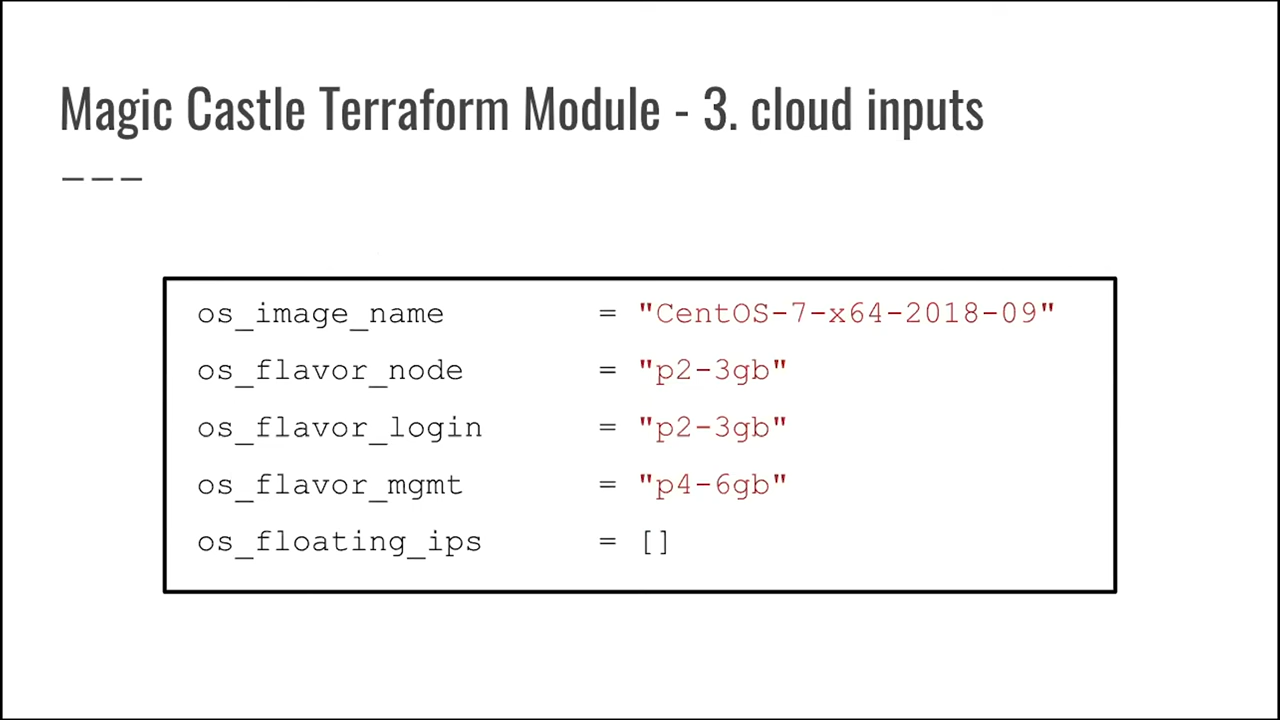 Magic Castle Terraform Module - 3. cloud inputs
os_image_name = "CentOS-7-x64-2018-09"
os_flavor_node = "p2-3gb"
os_flavor_login = "p2-3gb"
os_flavor_mgmt = "p4-6gb"
os_floating_ips = []